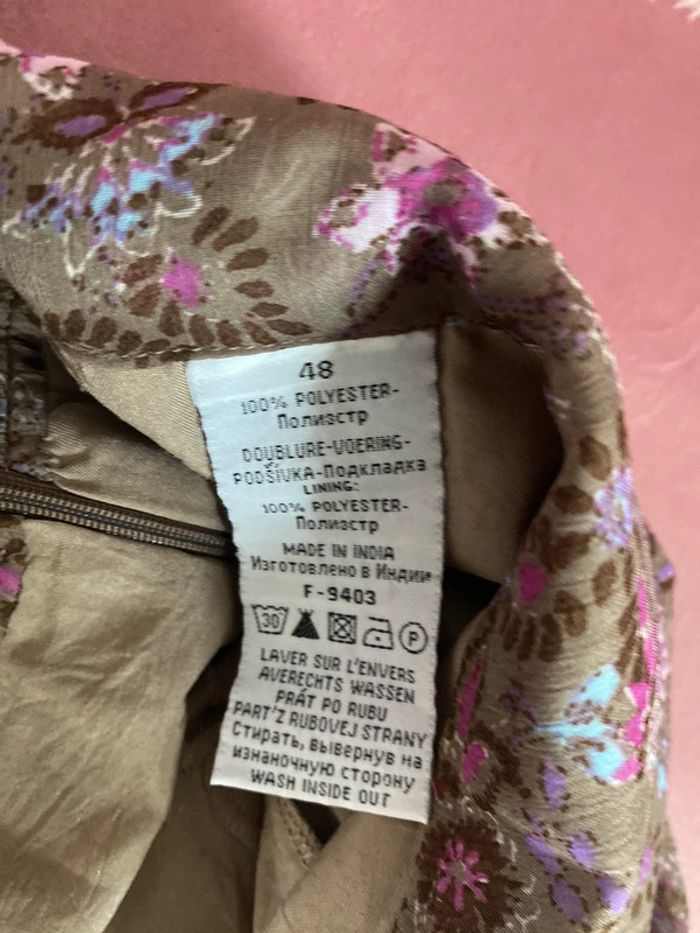 48
100% POLYESTER-
Полиэстр
DOUBLURE-VOERING-
PODŠIVKA-Подкладка
LINING:
100% POLYESTER-
Полиэстр
MADE IN INDIA
Изготовлено в Индии
F-9403
30 P
LAVER SUR L'ENVERS
AVERECHTS WASSEN
PRÁT PO RUBU
PART'Z RUBOVEJ STRANY
Стирать, вывернув на
изнаночную сторону
WASH INSIDE OUT